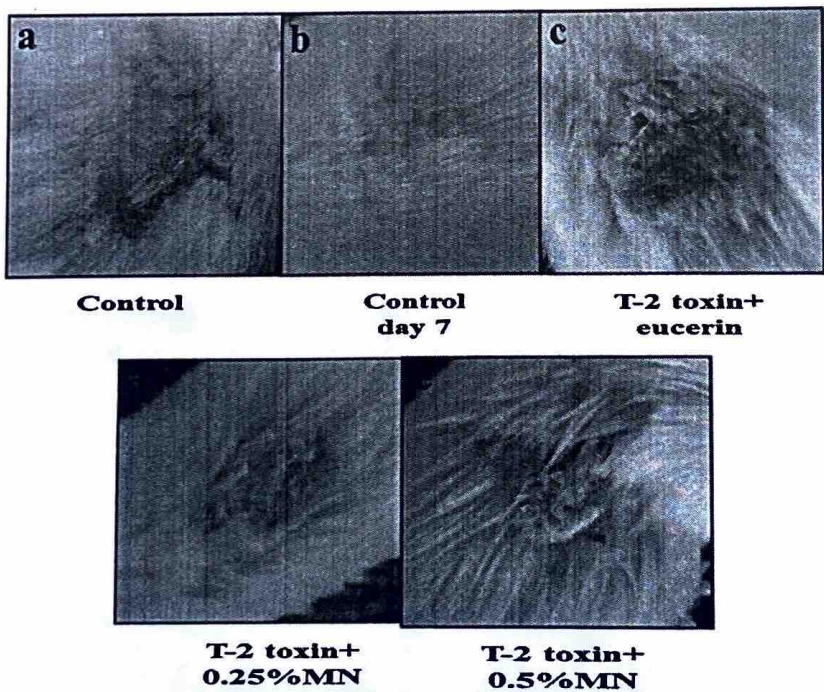 a
b
c
Control
Control
day 7
T-2 toxin+
eucerin
T-2 toxin+
0.25%MN
T-2 toxin+
0.5%MN